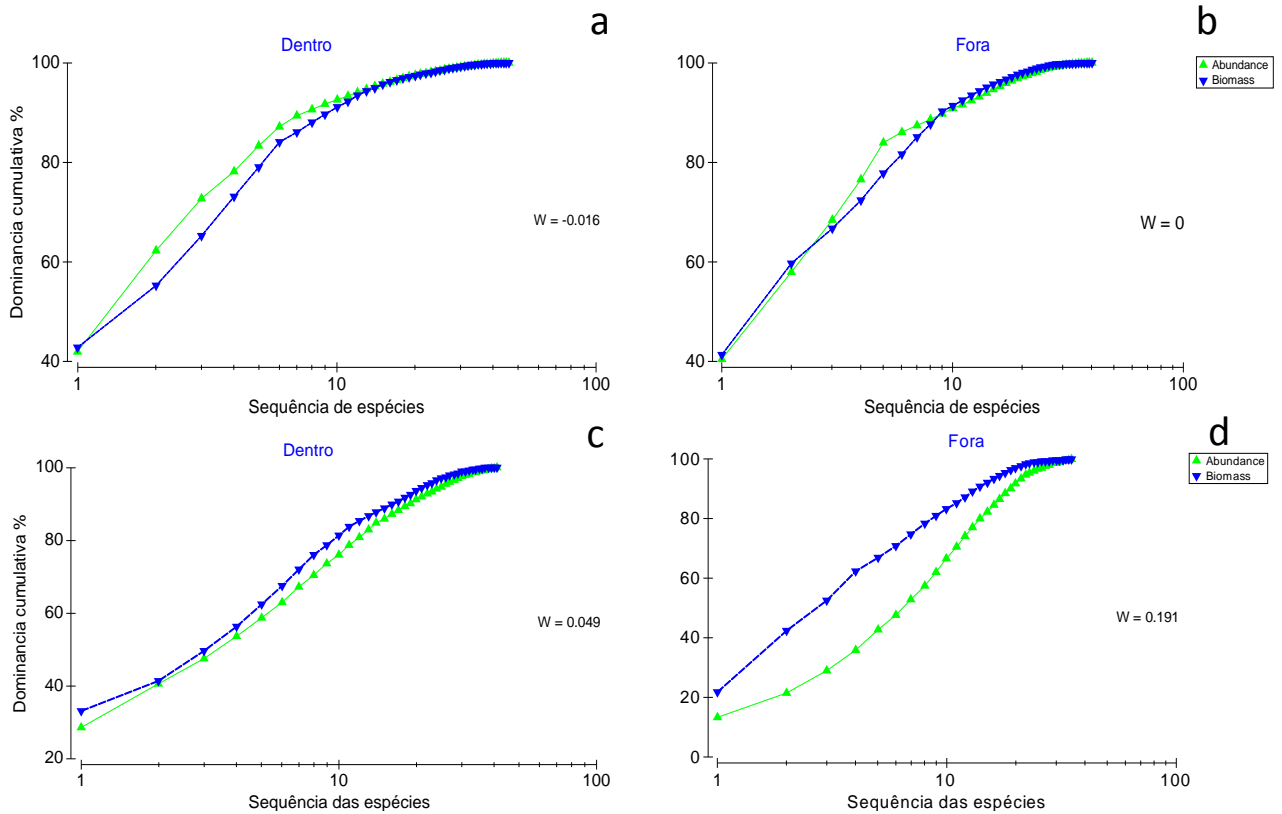 a
Dentro
Dominancia cumulativa %
100
80
60
40
W = -0.016
1
10
100
Sequência de espécies
b
Fora
Abundance
Biomass
100
80
60
40
W = 0
1
10
100
Sequência de espécies
c
Dentro
Dominancia cumulativa %
100
80
60
40
20
W = 0.049
1
10
100
Sequência das espécies
d
Fora
Abundance
Biomass
100
80
60
40
20
0
W = 0.191
1
10
100
Sequência das espécies